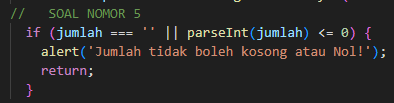 //   SOAL NOMOR 5
if (jumlah === '' || parseInt(jumlah) <= 0) {
alert('Jumlah tidak boleh kosong atau Nol!');
return;
}